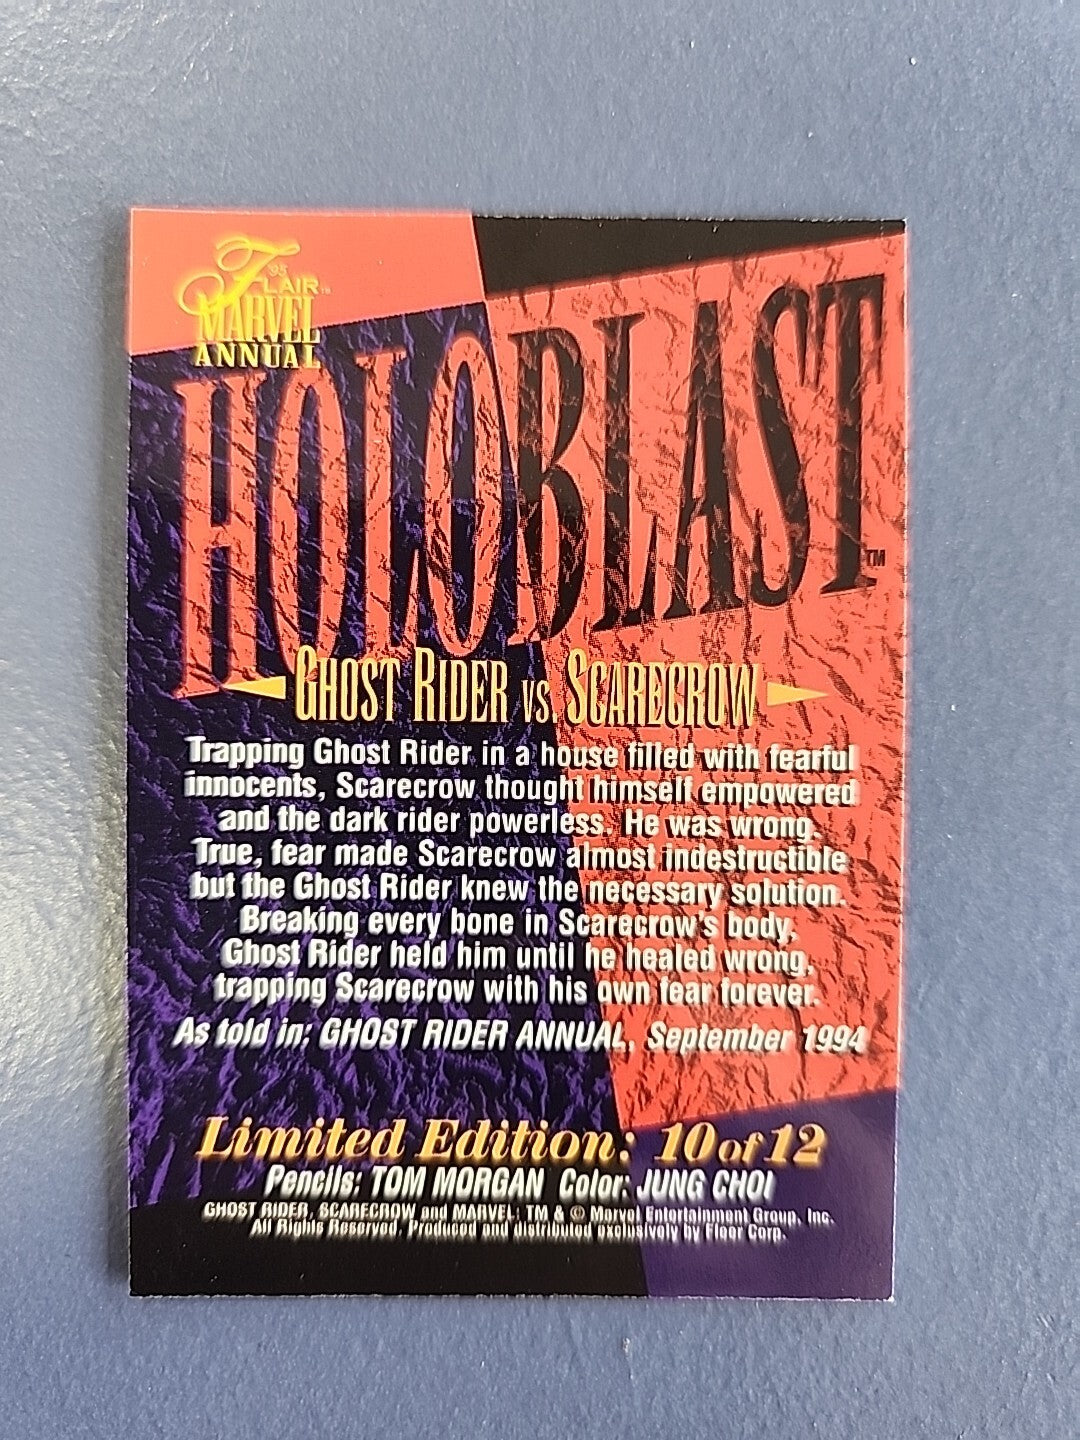 '95
FLAIR™
MARVEL
ANNUAL
HOLOBLAST™
GHOST RIDER VS. SCARECROW
Trapping Ghost Rider in a house filled with fearful
innocents, Scarecrow thought himself empowered
and the dark rider powerless. He was wrong.
True, fear made Scarecrow almost indestructible
but the Ghost Rider knew the necessary solution.
Breaking every bone in Scarecrow's body,
Ghost Rider held him until he healed wrong,
trapping Scarecrow with his own fear forever.
As told in: GHOST RIDER ANNUAL, September 1994
Limited Edition: 10 of 12
Pencils: TOM MORGAN Color: JUNG CHOI
GHOST RIDER, SCARECROW and MARVEL: TM & © Marvel Entertainment Group, Inc.
All Rights Reserved. Produced and distributed exclusively by Fleer Corp.